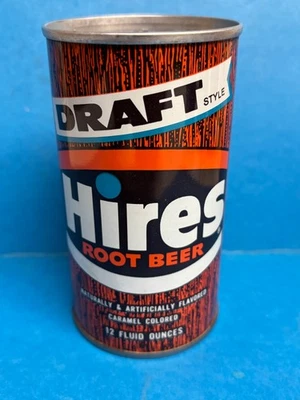 DRAFT STYLE
Hires
ROOT BEER
NATURALLY & ARTIFICIALLY FLAVORED
CARAMEL COLORED
12 FLUID OUNCES